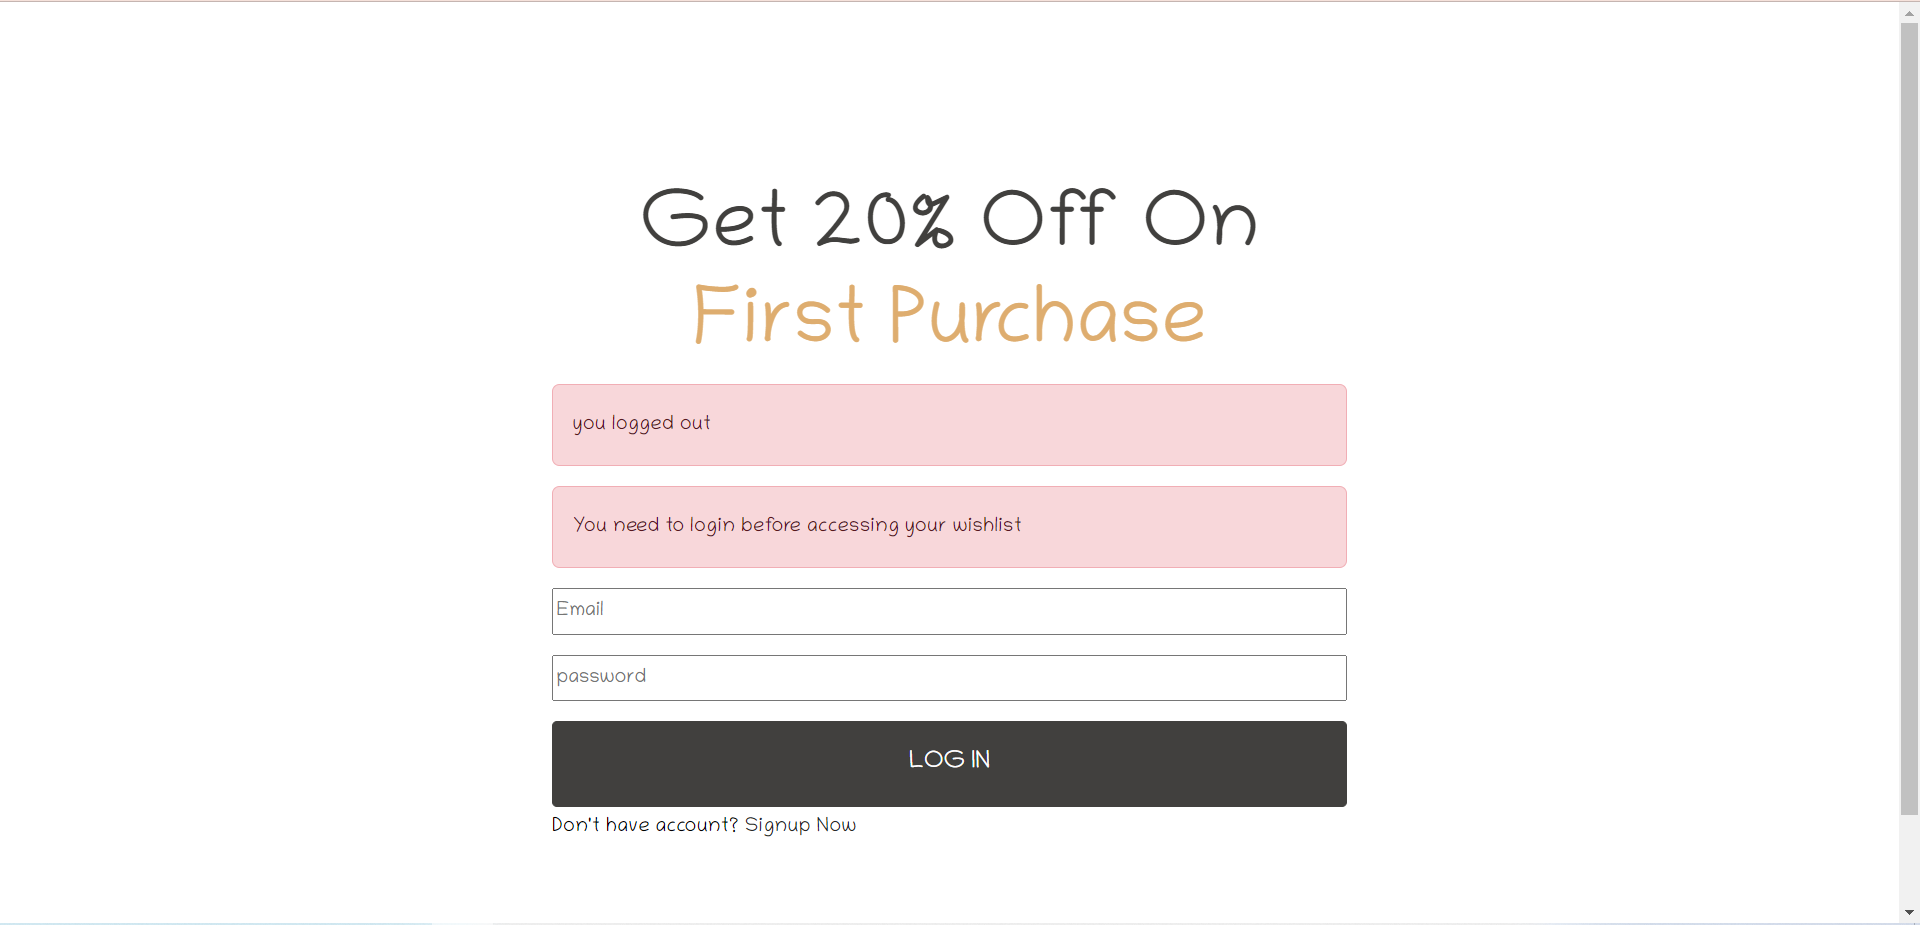 Get 20% Off On
First Purchase
you logged out
You need to login before accessing your wishlist
Email
password
LOG IN
Don't have account? Signup Now